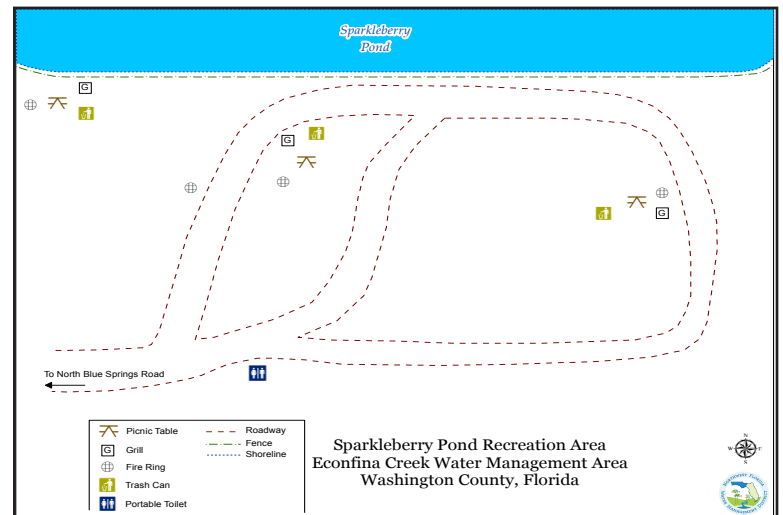 Sparkleberry
Pond
G
G
G
To North Blue Springs Road
Picnic Table
G Grill
Fire Ring
Trash Can
Portable Toilet
Roadway
Fence
Shoreline
Sparkleberry Pond Recreation Area
Econfina Creek Water Management Area
Washington County, Florida
N
W
S